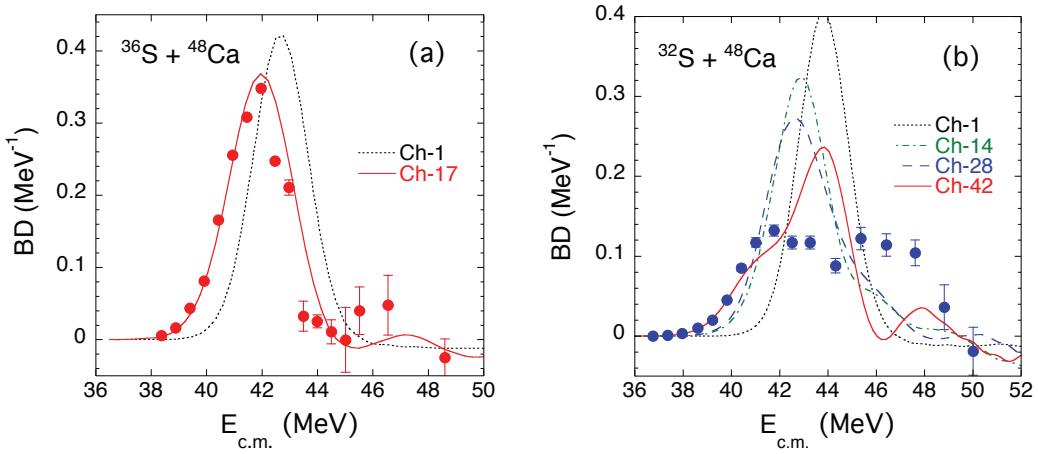 ³⁶S + ⁴⁸Ca
(a)
Ch-1
Ch-17
BD (MeV⁻¹)
0.4
0.3
0.2
0.1
0
36 38 40 42 44 46 48 50
E_c.m. (MeV)
³²S + ⁴⁸Ca
(b)
Ch-1
Ch-14
Ch-28
Ch-42
BD (MeV⁻¹)
0.4
0.3
0.2
0.1
0
36 38 40 42 44 46 48 50 52
E_c.m. (MeV)